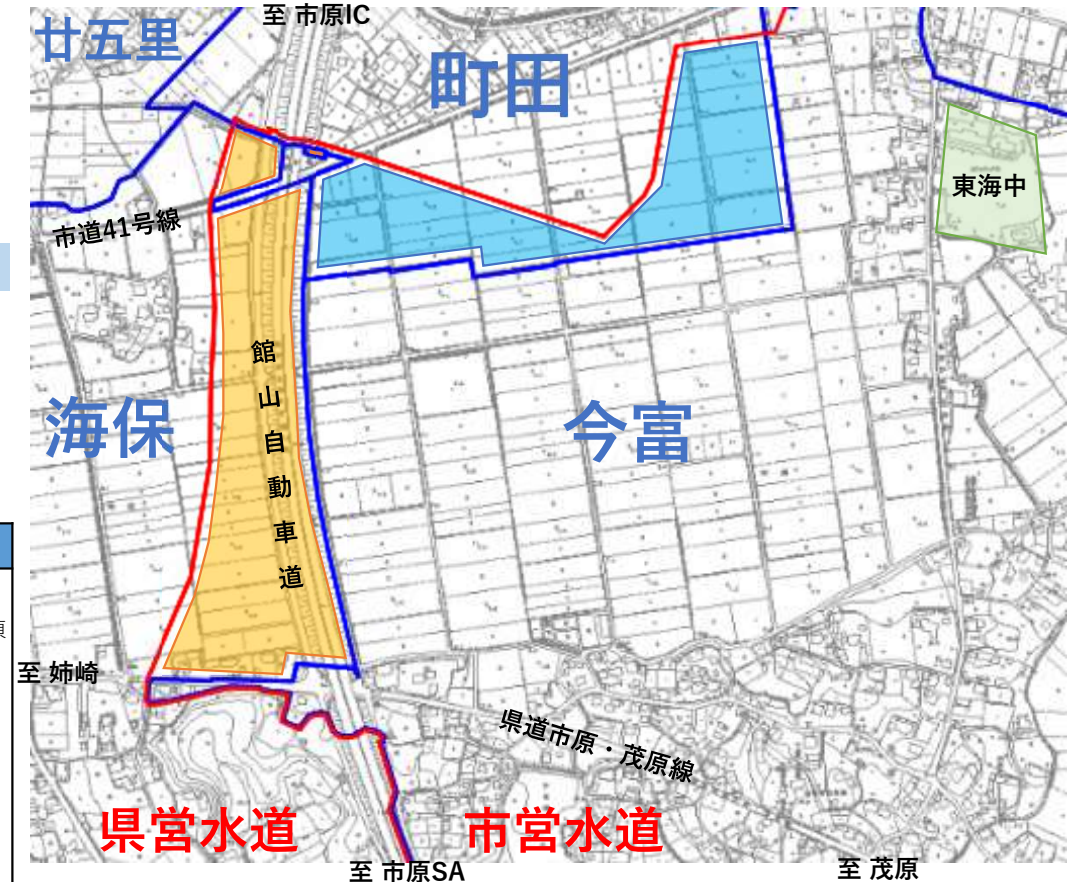 至 市原IC
廿五里
町田
東海中
市道41号線
館山自動車道
海保
今富
至 姉崎
県道市原・茂原線
県営水道
市営水道
至 市原SA
至 茂原